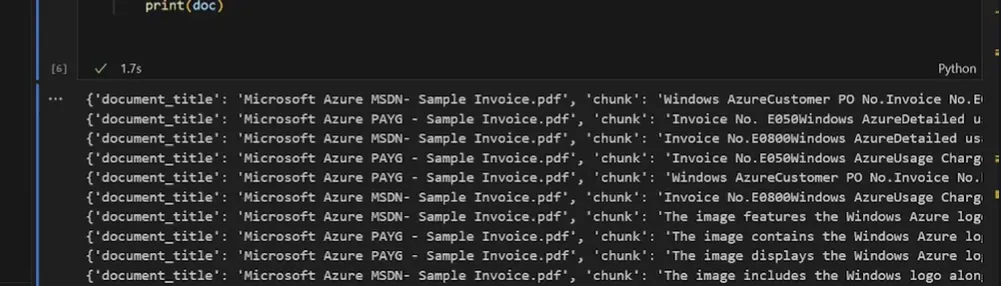 print(doc)
[6] ✓ 1.7s Python
... {'document_title': 'Microsoft Azure MSDN- Sample Invoice.pdf', 'chunk': 'Windows AzureCustomer PO No.Invoice No.E
{'document_title': 'Microsoft Azure PAYG - Sample Invoice.pdf', 'chunk': 'Invoice No. E050Windows AzureDetailed u
{'document_title': 'Microsoft Azure MSDN- Sample Invoice.pdf', 'chunk': 'Invoice No.E0800Windows AzureDetailed us
{'document_title': 'Microsoft Azure PAYG - Sample Invoice.pdf', 'chunk': 'Invoice No.E050Windows AzureUsage Charg
{'document_title': 'Microsoft Azure PAYG - Sample Invoice.pdf', 'chunk': 'Windows AzureCustomer PO No.Invoice No.
{'document_title': 'Microsoft Azure MSDN- Sample Invoice.pdf', 'chunk': 'Invoice No.E0800Windows AzureUsage Charg
{'document_title': 'Microsoft Azure MSDN- Sample Invoice.pdf', 'chunk': 'The image features the Windows Azure log
{'document_title': 'Microsoft Azure PAYG - Sample Invoice.pdf', 'chunk': 'The image contains the Windows Azure lo
{'document_title': 'Microsoft Azure PAYG - Sample Invoice.pdf', 'chunk': 'The image displays the Windows Azure lo
{'document_title': 'Microsoft Azure MSDN- Sample Invoice.pdf', 'chunk': 'The image includes the Windows logo alon